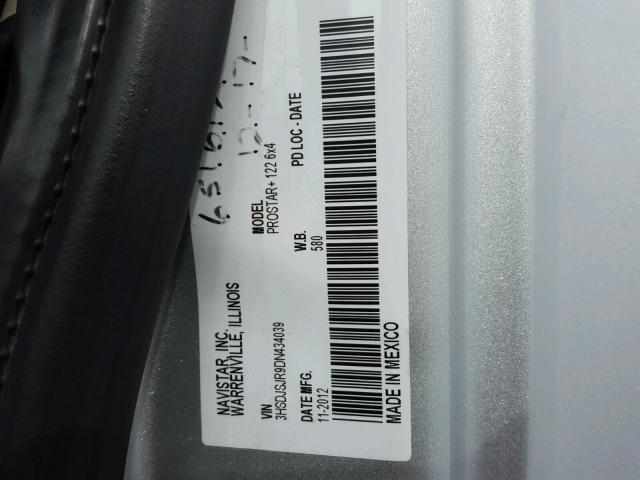 NAVISTAR, INC.
WARRENVILLE, ILLINOIS
VIN
3HSDJSJR9DN434039
MODEL
PROSTAR+ 122 6x4
DATE MFG.
11-2012
W.B.
580
PD LOC - DATE
MADE IN MEXICO